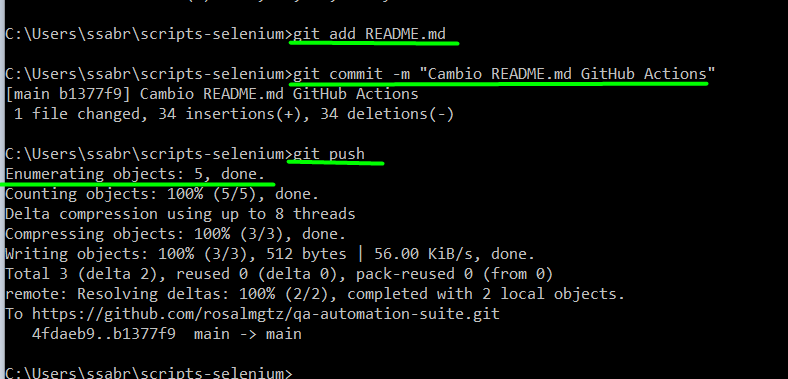 C:\Users\ssabr\scripts-selenium>git add README.md
C:\Users\ssabr\scripts-selenium>git commit -m "Cambio README.md GitHub Actions"
[main b1377f9] Cambio README.md GitHub Actions
1 file changed, 34 insertions(+), 34 deletions(-)
C:\Users\ssabr\scripts-selenium>git push
Enumerating objects: 5, done.
Counting objects: 100% (5/5), done.
Delta compression using up to 8 threads
Compressing objects: 100% (3/3), done.
Writing objects: 100% (3/3), 512 bytes | 56.00 KiB/s, done.
Total 3 (delta 2), reused 0 (delta 0), pack-reused 0 (from 0)
remote: Resolving deltas: 100% (2/2), completed with 2 local objects.
To https://github.com/rosalmgtz/qa-automation-suite.git
4fdaeb9..b1377f9  main -> main
C:\Users\ssabr\scripts-selenium>